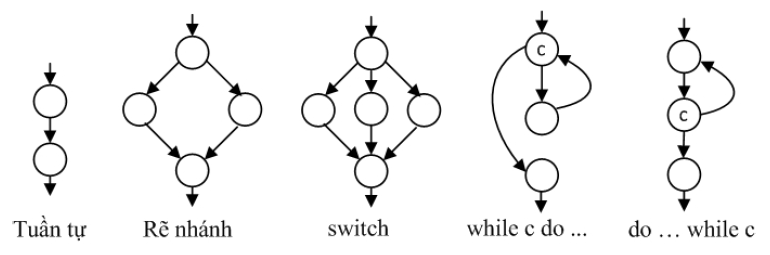 c
c
Tuần tự
Rẽ nhánh
switch
while c do ...
do … while c